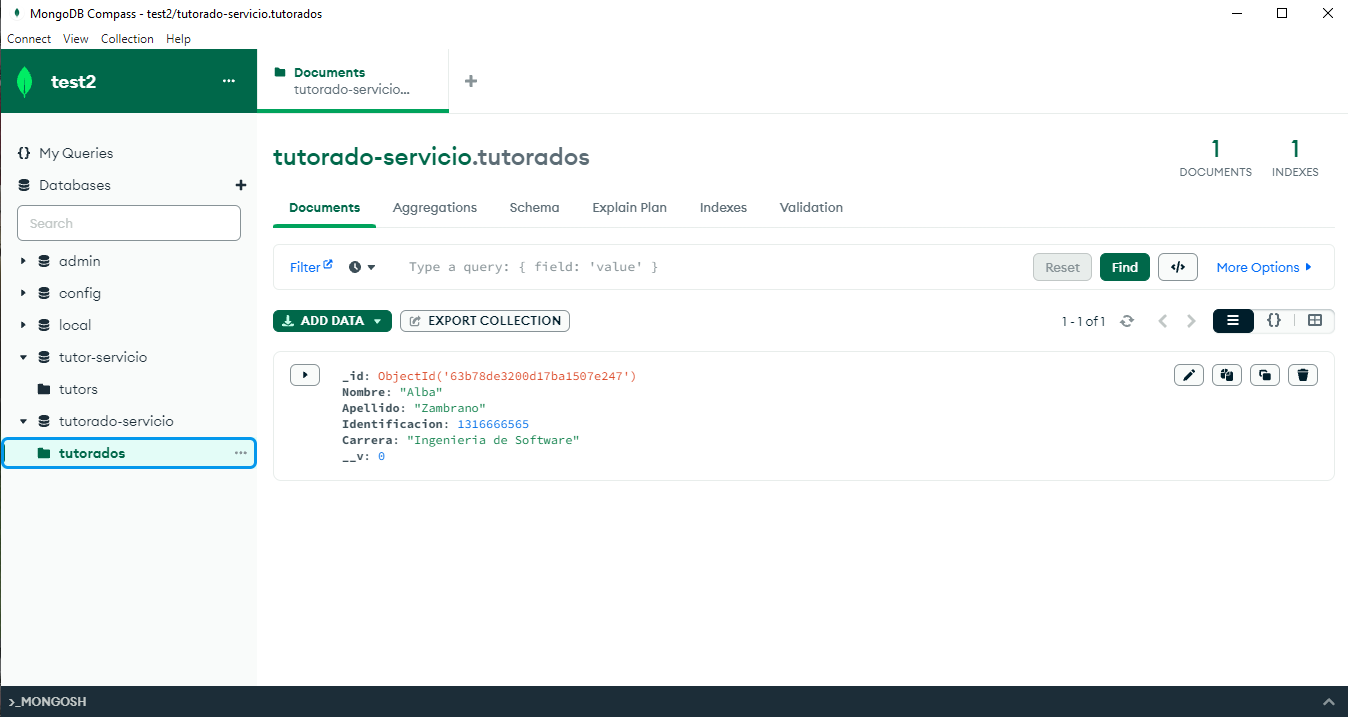 MongoDB Compass - test2/tutorado-servicio.tutorados
Connect View Collection Help
test2 ...
Documents
tutorado-servicio...
+
{} My Queries
Databases +
Search
admin
config
local
tutor-servicio
tutors
tutorado-servicio
tutorados ...
tutorado-servicio.tutorados
1 DOCUMENTS
1 INDEXES
Documents Aggregations Schema Explain Plan Indexes Validation
Filter Type a query: { field: 'value' } Reset Find </> More Options
ADD DATA EXPORT COLLECTION 1 - 1 of 1 {}
_id: ObjectId('63b78de3200d17ba1507e247')
Nombre: "Alba"
Apellido: "Zambrano"
Identificacion: 1316666565
Carrera: "Ingenieria de Software"
__v: 0
>_MONGOSH